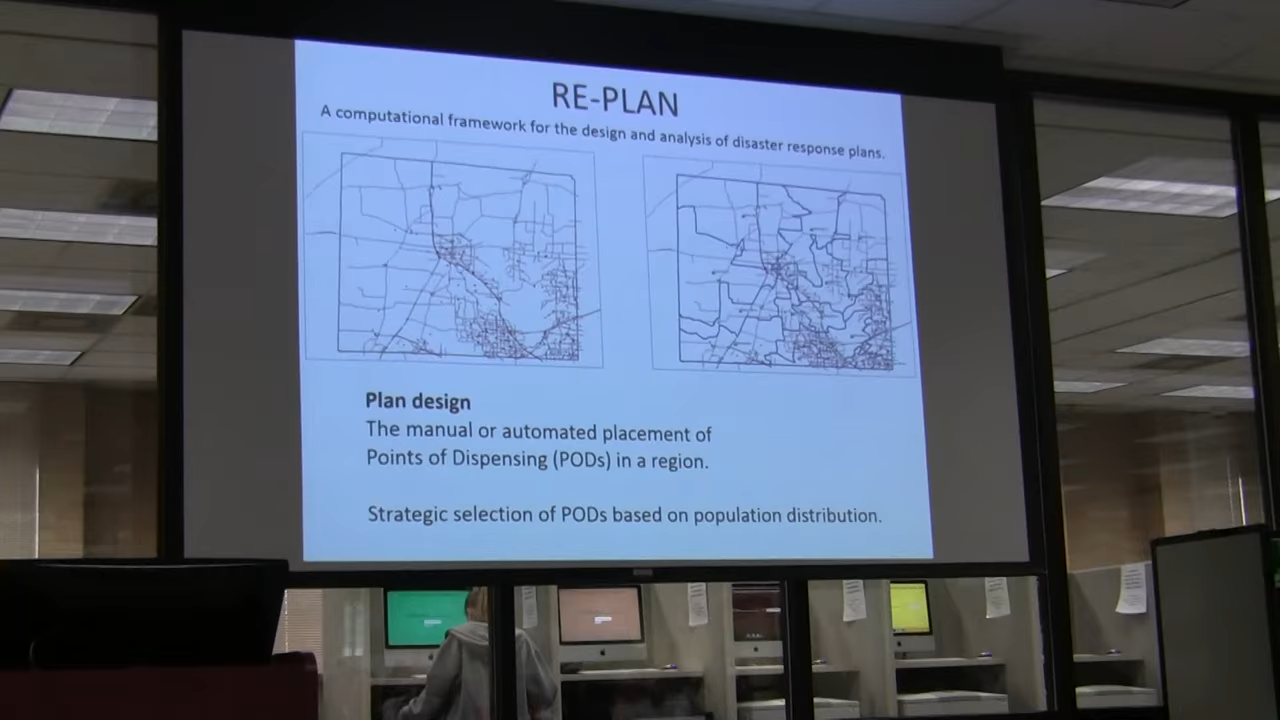 RE-PLAN
A computational framework for the design and analysis of disaster response plans.
Plan design
The manual or automated placement of
Points of Dispensing (PODs) in a region.
Strategic selection of PODs based on population distribution.